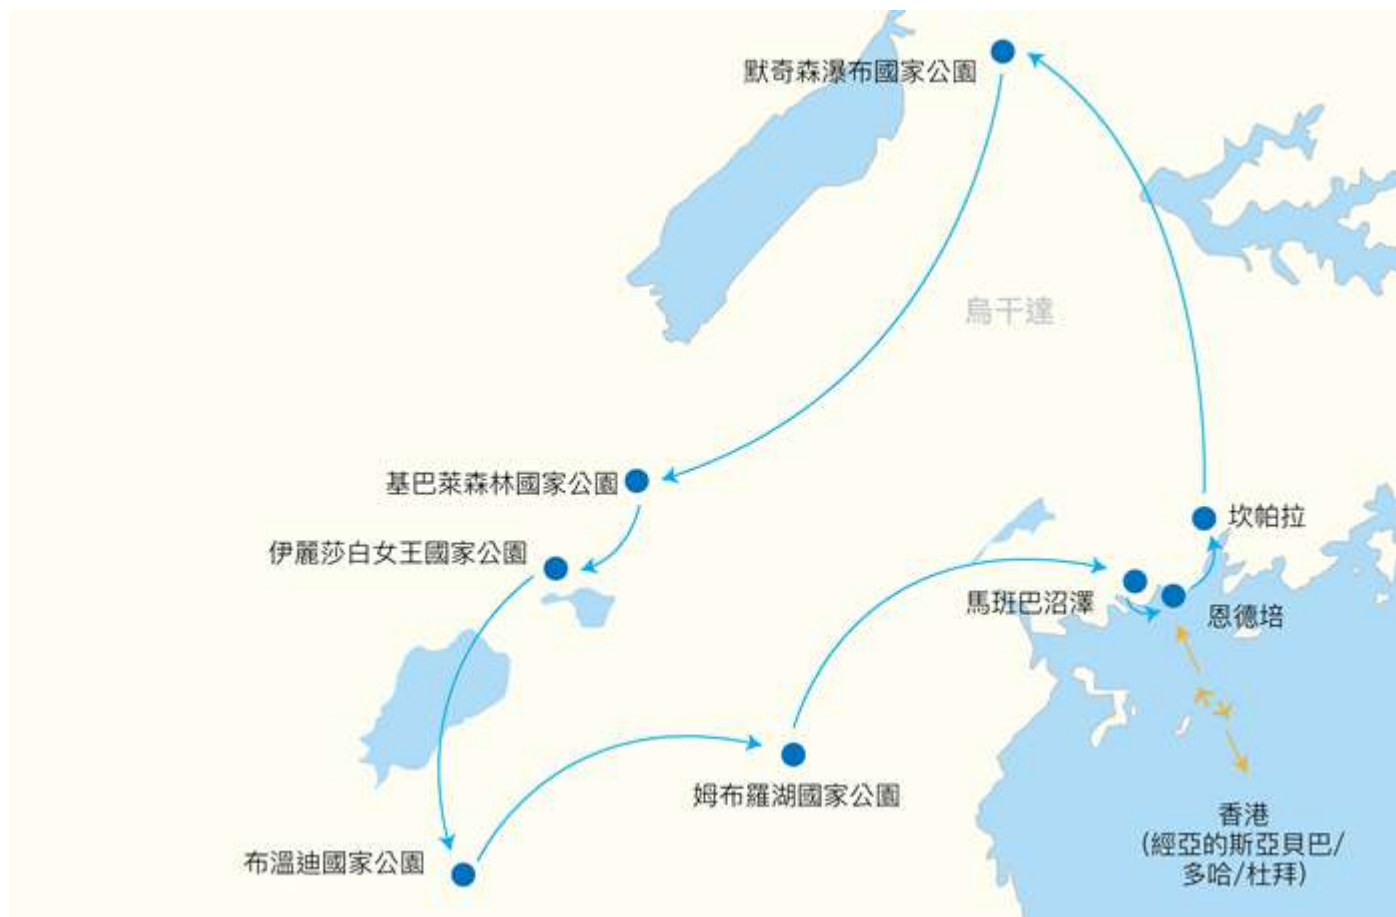 默奇森瀑布國家公園
烏干達
基巴萊森林國家公園
坎帕拉
伊麗莎白女王國家公園
馬班巴沼澤
恩德培
姆布羅湖國家公園
香港
(經亞的斯亞貝巴/
多哈/杜拜)
布溫迪國家公園